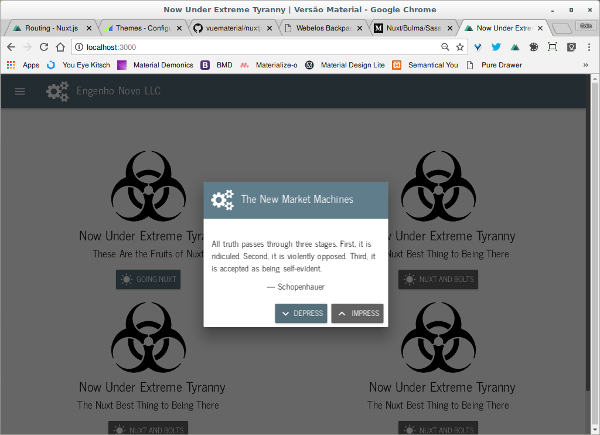 Now Under Extreme Tyranny | Versão Material - Google Chrome
Routing - Nuxt.js
Themes - Configu
vuematerial/nuxtj
Webelos Backpa
Nuxt/Bulma/Sass
Now Under Extre
localhost:3000
Apps
You Eye Kitsch
Material Demonics
BMD
Materialize-o
Material Design Lite
Semantical You
Pure Drawer
Engenho Novo LLC
The New Market Machines
All truth passes through three stages. First, it is
ridiculed. Second, it is violently opposed. Third, it
is accepted as being self-evident.
— Schopenhauer
DEPRESS
IMPRESS
Now Under Extreme Tyranny
These Are the Fruits of Nuxt
GOING NUXT
Now Under Extreme Tyranny
Nuxt Best Thing to Being There
NUXT AND BOLTS
Now Under Extreme Tyranny
The Nuxt Best Thing to Being There
NUXT AND BOLTS
Now Under Extreme Tyranny
The Nuxt Best Thing to Being There
NUXT AND BOLTS